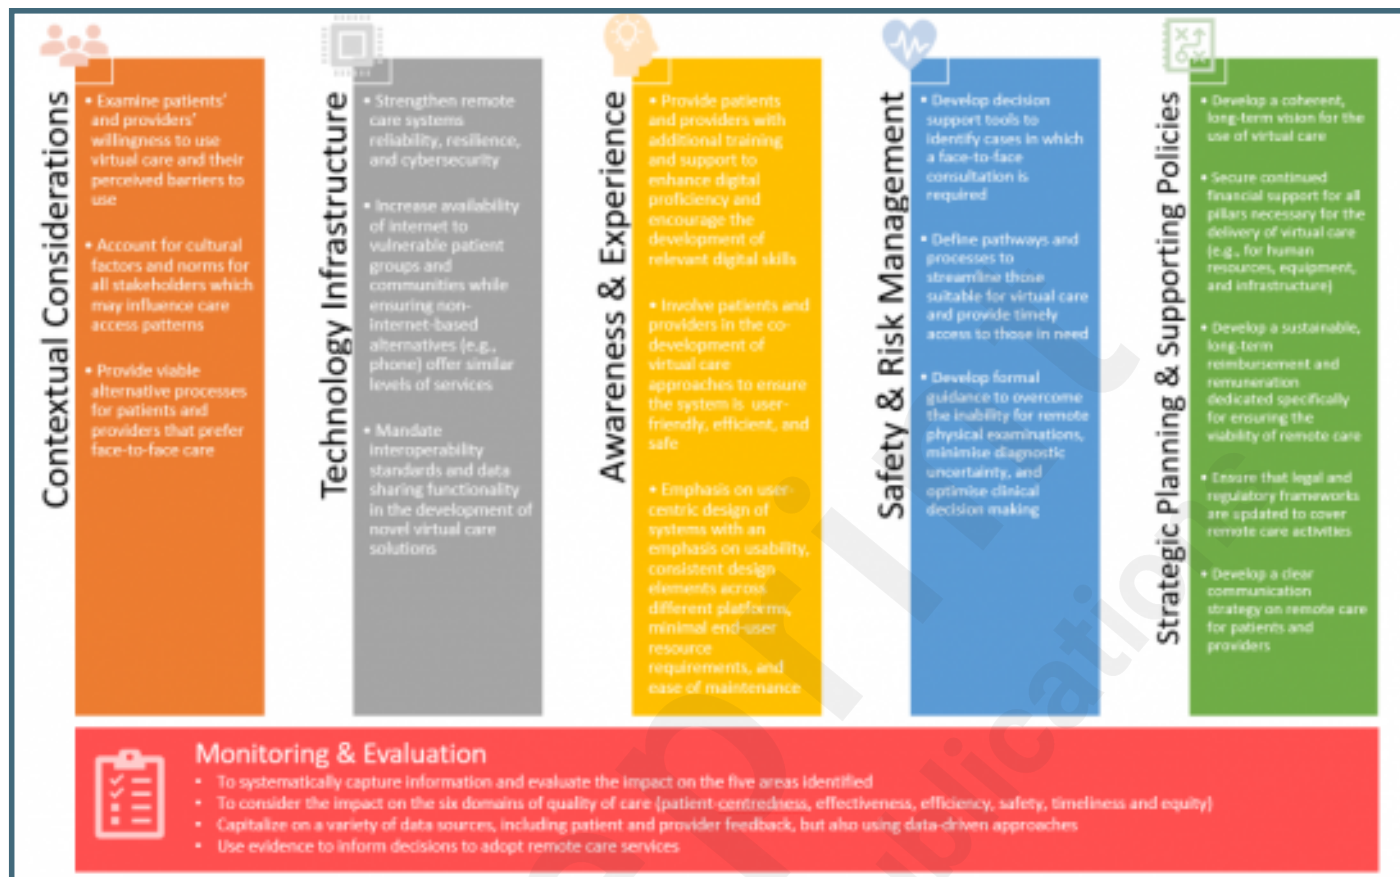 Contextual Considerations
• Examine patients'
and providers'
willingness to use
virtual care and their
perceived barriers to
use
• Account for cultural
factors and norms for
all stakeholders which
may influence care
access patterns
• Provide viable
alternative processes
for patients and
providers that prefer
face-to-face care
Technology Infrastructure
• Strengthen remote
care systems
reliability, resilience,
and cybersecurity
• Increase availability
of internet to
vulnerable patient
groups and
communities while
ensuring non-
internet-based
alternatives (e.g.,
phone) offer similar
levels of services
• Mandate
interoperability
standards and data
sharing functionality
in the development of
novel virtual care
solutions
Awareness & Experience
• Provide patients
and providers with
additional training
and support to
enhance digital
proficiency and
encourage the
development of
relevant digital skills
• Involve patients and
providers in the co-
development of
virtual care
approaches to ensure
the system is user-
friendly, efficient, and
safe
• Emphasis on user-
centric design of
systems with an
emphasis on usability,
consistent design
elements across
different platforms,
minimal end-user
resource
requirements, and
ease of maintenance
Safety & Risk Management
• Develop decision
support tools to
identify cases in which
a face-to-face
consultation is
required
• Define pathways and
processes to
streamline those
suitable for virtual care
and provide timely
access to those in need
• Develop formal
guidance to overcome
the inability for remote
physical examinations,
minimise diagnostic
uncertainty, and
optimise clinical
decision making
Strategic Planning & Supporting Policies
• Develop a coherent,
long-term vision for the
use of virtual care
• Secure continued
financial support for all
pillars necessary for the
delivery of virtual care
(e.g., for human
resources, equipment,
and infrastructure)
• Develop a sustainable,
long-term
reimbursement and
remuneration
dedicated specifically
for ensuring the
viability of remote care
• Ensure that legal and
regulatory frameworks
are updated to cover
remote care activities
• Develop a clear
communication
strategy on remote care
for patients and
providers
Monitoring & Evaluation
• To systematically capture information and evaluate the impact on the five areas identified
• To consider the impact on the six domains of quality of care (patient-centredness, effectiveness, efficiency, safety, timeliness and equity)
• Capitalize on a variety of data sources, including patient and provider feedback, but also using data-driven approaches
• Use evidence to inform decisions to adopt remote care services